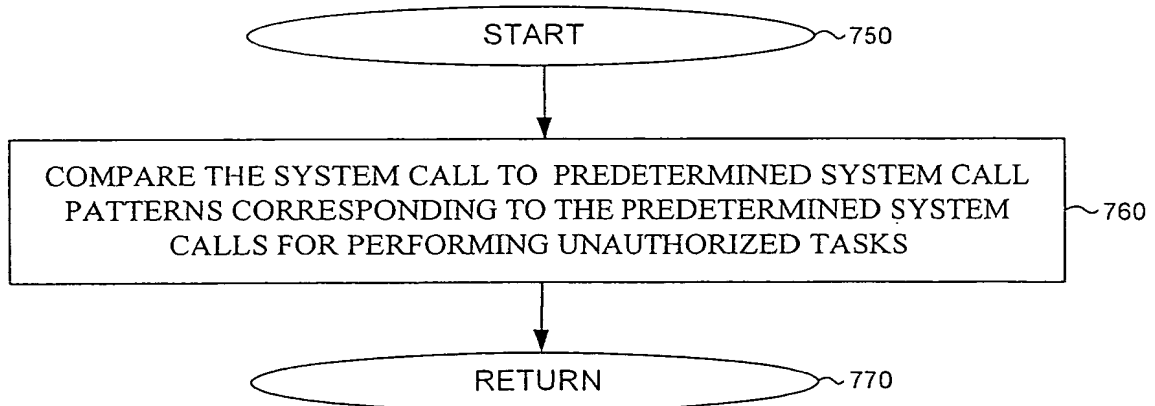 START
750
COMPARE THE SYSTEM CALL TO PREDETERMINED SYSTEM CALL
PATTERNS CORRESPONDING TO THE PREDETERMINED SYSTEM
CALLS FOR PERFORMING UNAUTHORIZED TASKS
760
RETURN
770